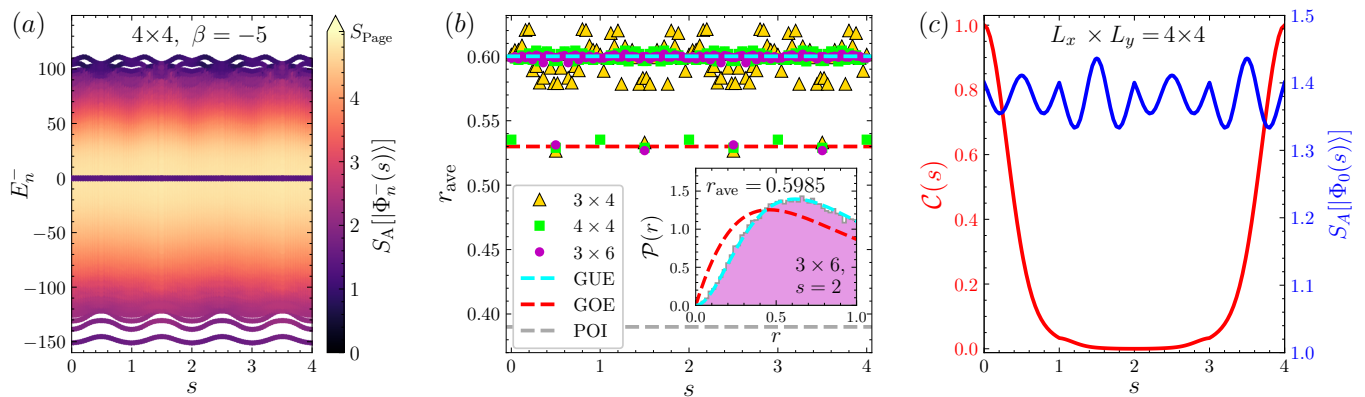 (a)
4×4, β = −5
S_Page
100
50
0
−50
−100
−150
E_n^−
0
1
2
3
4
s
5
4
3
2
1
0
S_A[|Φ_n^−(s)⟩]
(b)
0.60
0.55
0.50
0.45
0.40
r_ave
0
1
2
3
4
s
3 × 4
4 × 4
3 × 6
GUE
GOE
POI
r_ave = 0.5985
1.5
1.0
0.5
0.0
P(r)
3 × 6,
s = 2
0.0
0.5
1.0
r
(c)
L_x × L_y = 4×4
1.0
0.8
0.6
0.4
0.2
0.0
C(s)
0
1
2
3
4
s
1.5
1.4
1.3
1.2
1.1
1.0
S_A[|Φ_0(s)⟩]